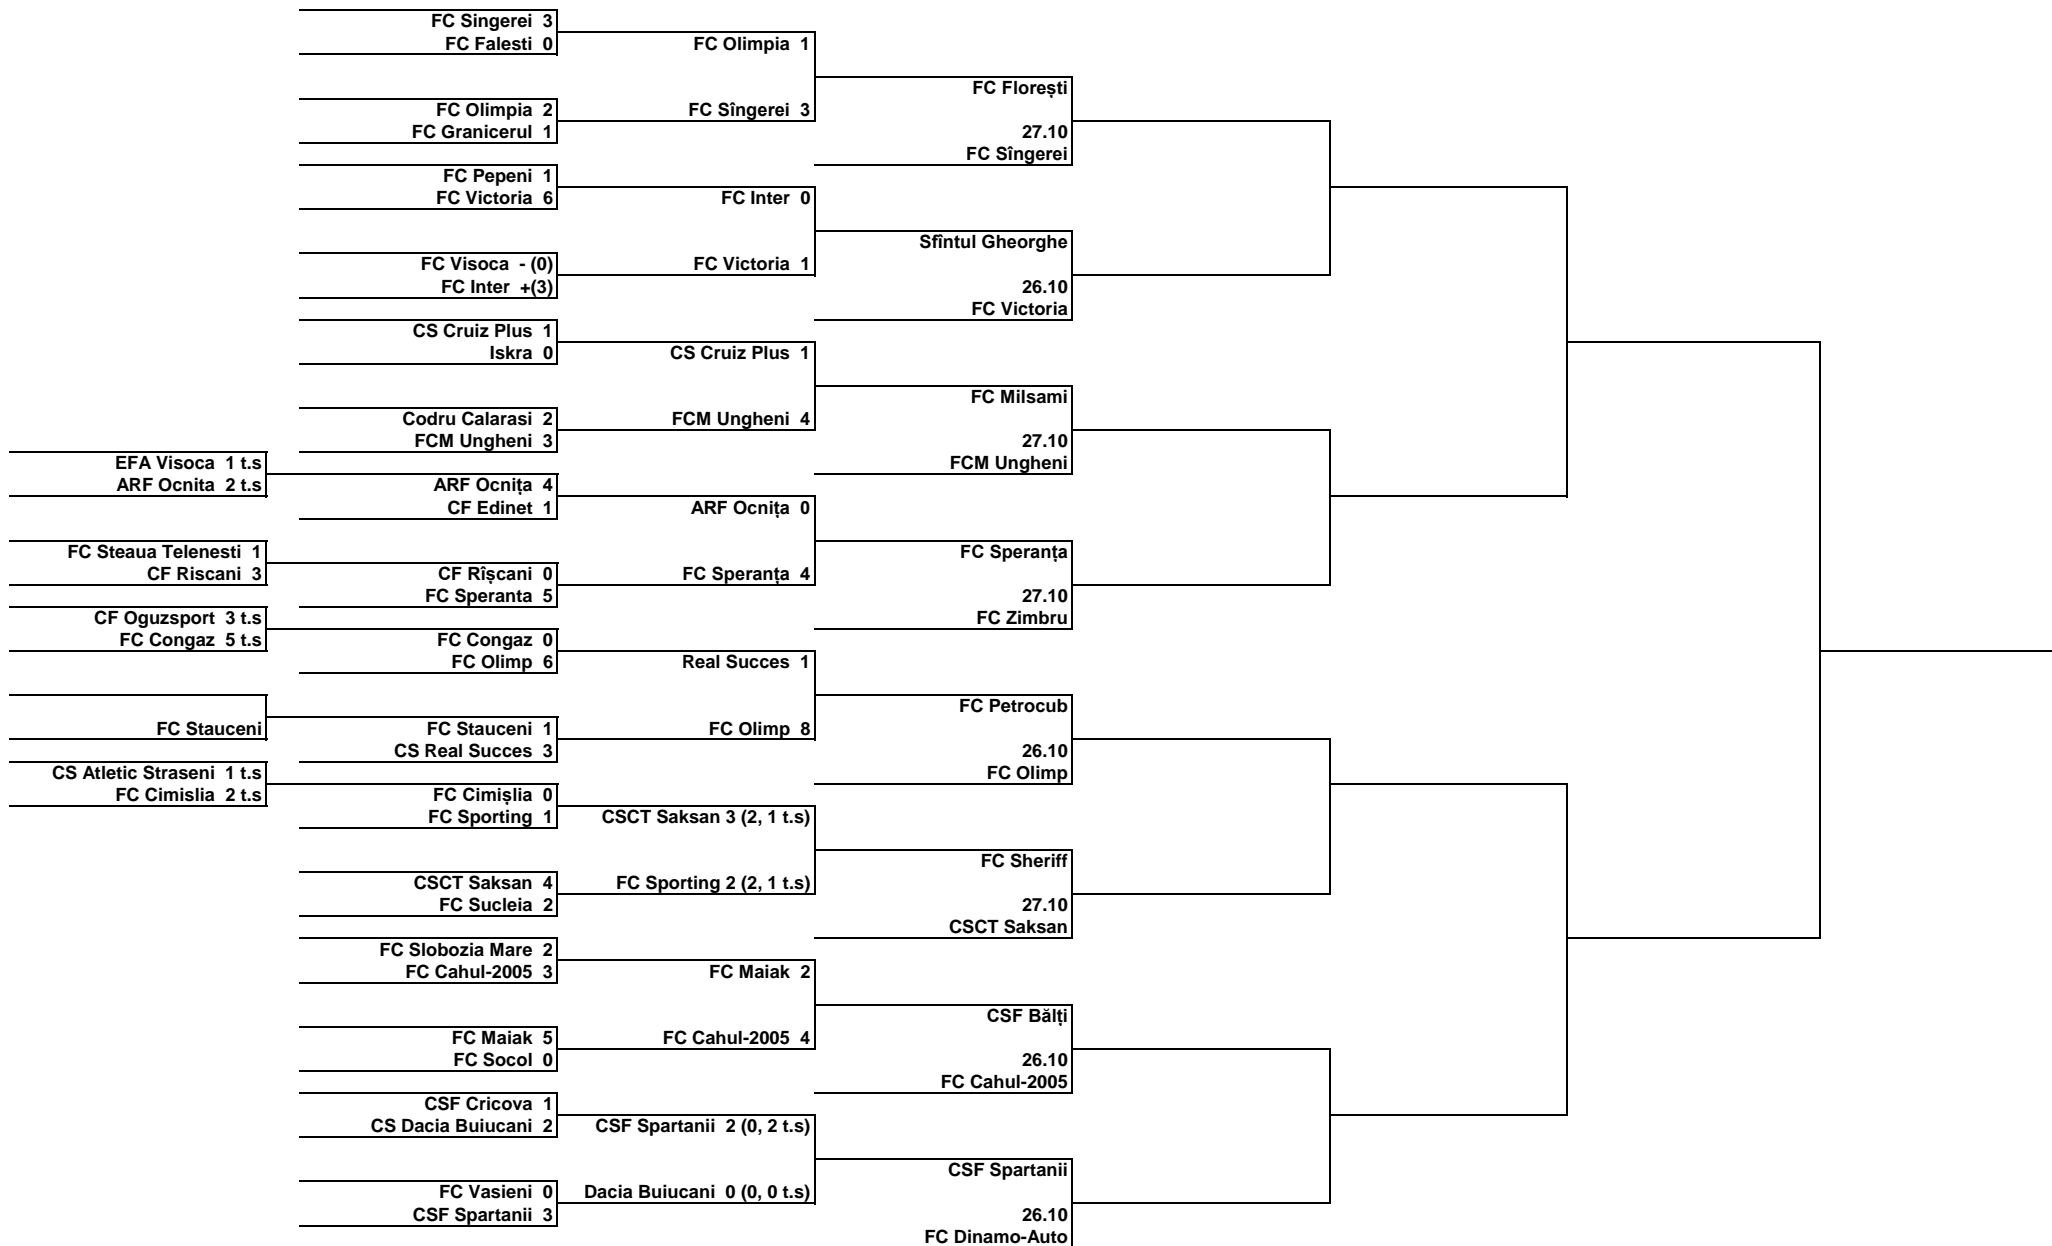 FC Singerei 3
FC Falesti 0
FC Olimpia 1
FC Florești
FC Olimpia 2
FC Granicerul 1
FC Sîngerei 3
27.10
FC Sîngerei
FC Pepeni 1
FC Victoria 6
FC Inter 0
Sfîntul Gheorghe
FC Visoca - (0)
FC Inter +(3)
FC Victoria 1
26.10
FC Victoria
CS Cruiz Plus 1
Iskra 0
CS Cruiz Plus 1
FC Milsami
Codru Calarasi 2
FCM Ungheni 3
FCM Ungheni 4
27.10
FCM Ungheni
EFA Visoca 1 t.s
ARF Ocnita 2 t.s
ARF Ocnița 4
CF Edinet 1
ARF Ocnița 0
FC Speranța
FC Steaua Telenesti 1
CF Riscani 3
CF Rîșcani 0
FC Speranta 5
FC Speranța 4
27.10
FC Zimbru
CF Oguzsport 3 t.s
FC Congaz 5 t.s
FC Congaz 0
FC Olimp 6
Real Succes 1
FC Petrocub
FC Stauceni
FC Stauceni 1
CS Real Succes 3
FC Olimp 8
26.10
FC Olimp
CS Atletic Straseni 1 t.s
FC Cimislia 2 t.s
FC Cimișlia 0
FC Sporting 1
CSCT Saksan 3 (2, 1 t.s)
FC Sheriff
CSCT Saksan 4
FC Sucleia 2
FC Sporting 2 (2, 1 t.s)
27.10
CSCT Saksan
FC Slobozia Mare 2
FC Cahul-2005 3
FC Maiak 2
CSF Bălți
FC Maiak 5
FC Socol 0
FC Cahul-2005 4
26.10
FC Cahul-2005
CSF Cricova 1
CS Dacia Buiucani 2
CSF Spartanii 2 (0, 2 t.s)
CSF Spartanii
FC Vasieni 0
CSF Spartanii 3
Dacia Buiucani 0 (0, 0 t.s)
26.10
FC Dinamo-Auto